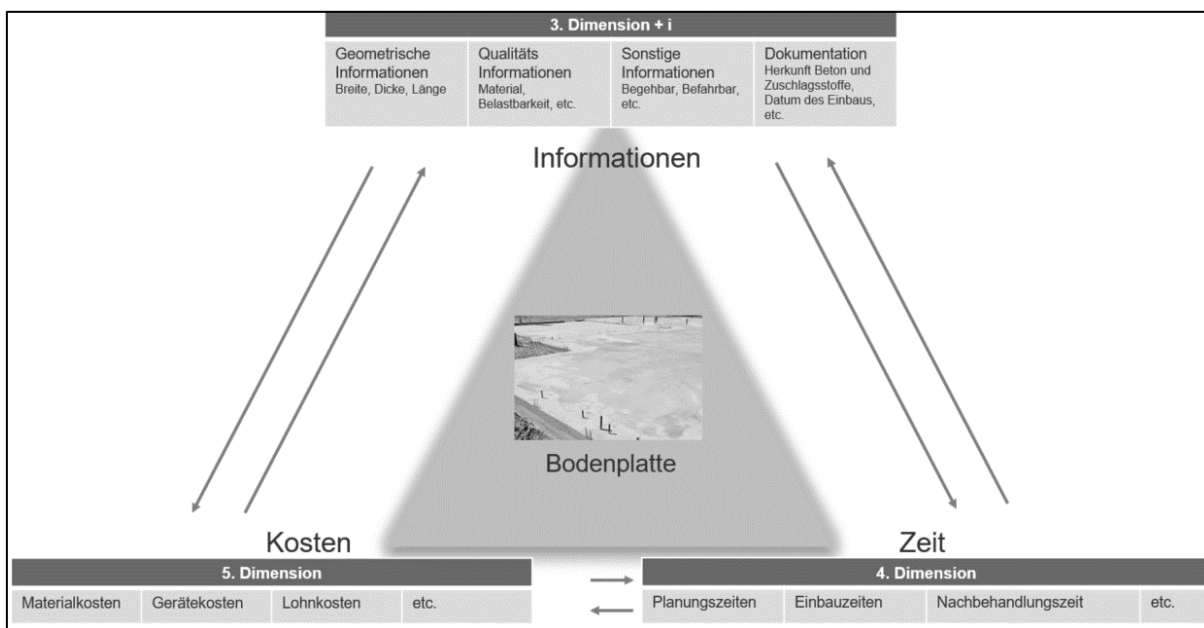 3. Dimension + i
Geometrische
Informationen
Breite, Dicke, Länge
Qualitäts
Informationen
Material,
Belastbarkeit, etc.
Sonstige
Informationen
Begehbar, Befahrbar,
etc.
Dokumentation
Herkunft Beton und
Zuschlagsstoffe,
Datum des Einbaus,
etc.
Informationen
Bodenplatte
Kosten
Zeit
5. Dimension
Materialkosten Gerätekosten Lohnkosten etc.
4. Dimension
Planungszeiten Einbauzeiten Nachbehandlungszeit etc.